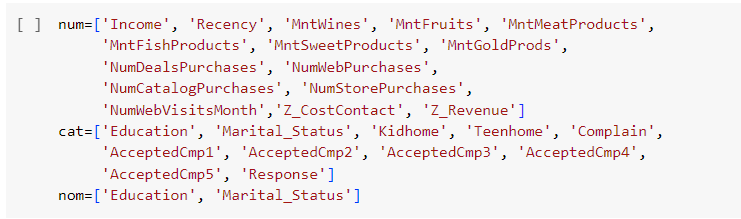 [ ] num=['Income', 'Recency', 'MntWines', 'MntFruits', 'MntMeatProducts',
'MntFishProducts', 'MntSweetProducts', 'MntGoldProds',
'NumDealsPurchases', 'NumWebPurchases',
'NumCatalogPurchases', 'NumStorePurchases',
'NumWebVisitsMonth','Z_CostContact', 'Z_Revenue']
cat=['Education', 'Marital_Status', 'Kidhome', 'Teenhome', 'Complain',
'AcceptedCmp1', 'AcceptedCmp2', 'AcceptedCmp3', 'AcceptedCmp4',
'AcceptedCmp5', 'Response']
nom=['Education', 'Marital_Status']